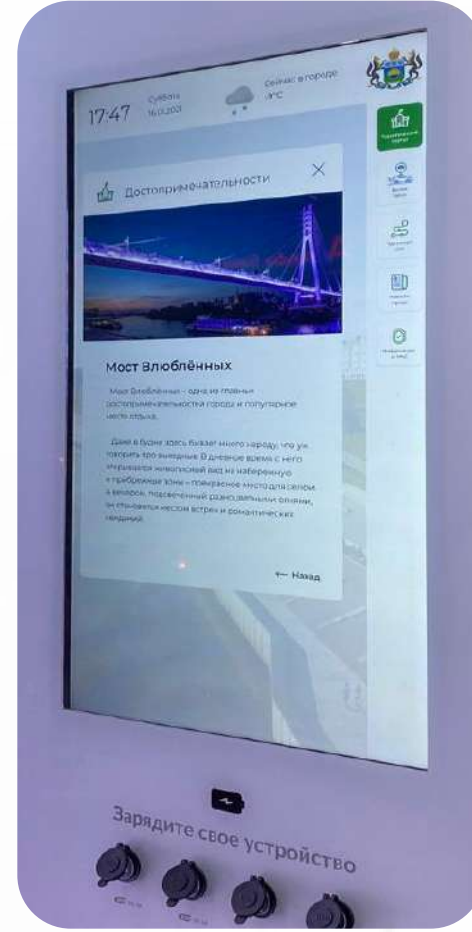 17:47
Суббота
16.01.2021
Сейчас в городе
Достопримечательности
Мост Влюблённых
Мост Влюблённых – одна из главных
достопримечательностей города и популярное
место отдыха.
Даже в будни здесь бывает много народу, что уж
говорить про выходные. В дневное время с него
открывается живописный вид на набережную
и прибрежную зону – прекрасное место для селфи.
А вечером, подсвеченный разноцветными огнями,
он становится местом встреч и романтических
свиданий.
← Назад
Зарядите свое устройство